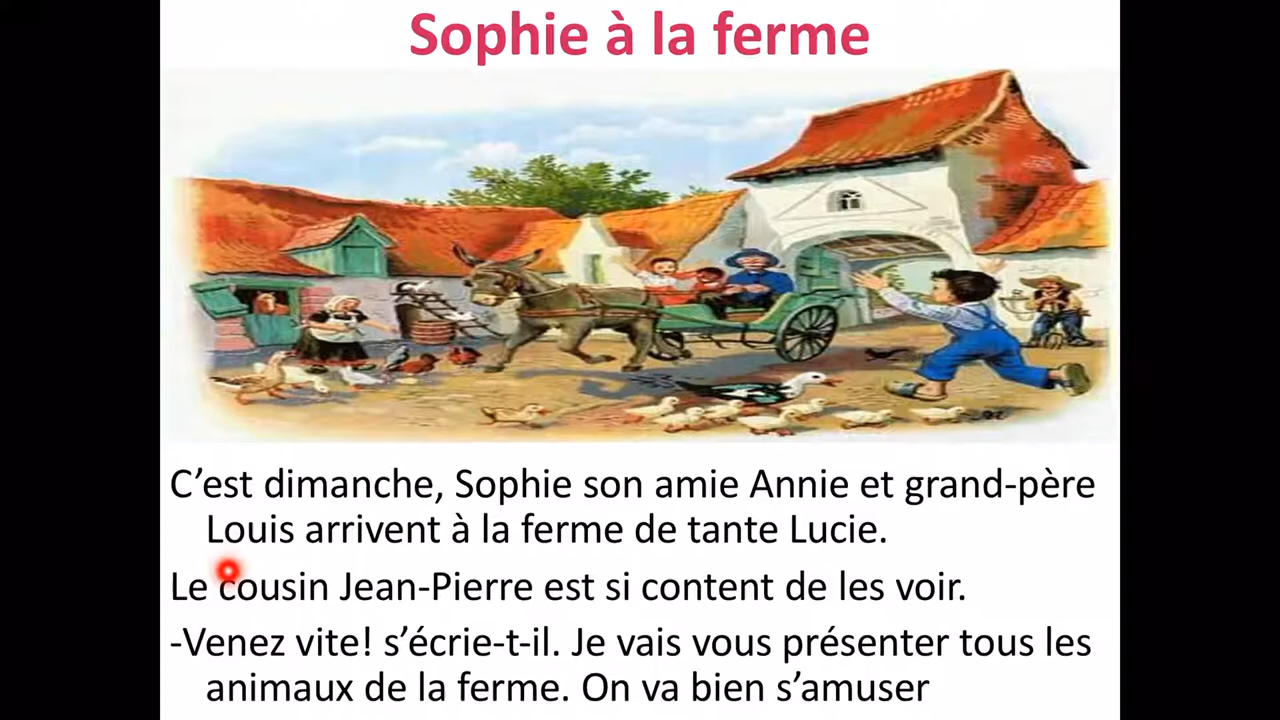 Sophie à la ferme
C’est dimanche, Sophie son amie Annie et grand-père
Louis arrivent à la ferme de tante Lucie.
Le cousin Jean-Pierre est si content de les voir.
-Venez vite! s’écrie-t-il. Je vais vous présenter tous les
animaux de la ferme. On va bien s’amuser